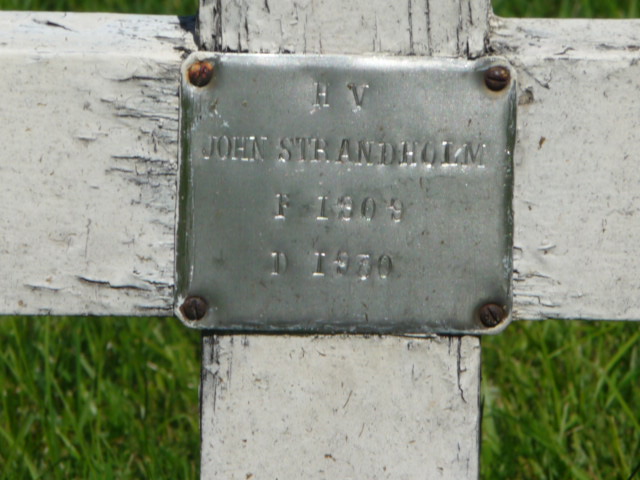 H V
JOHN STRANDHOLM
F 1909
D 1930